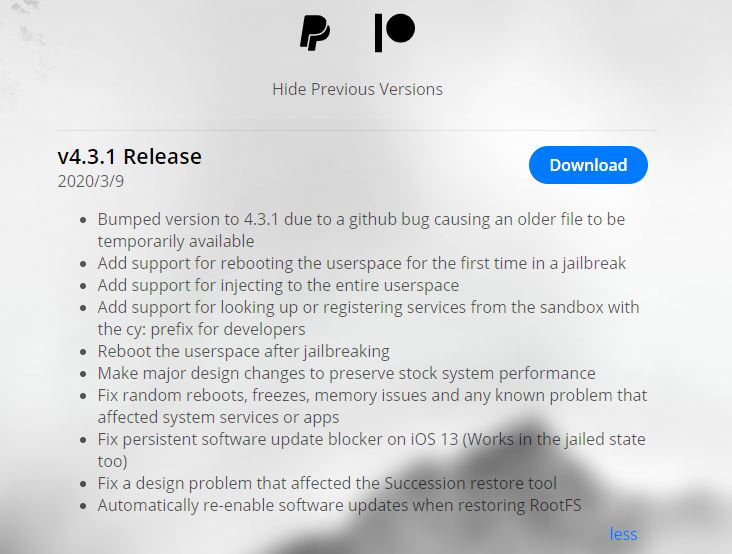 Hide Previous Versions
v4.3.1 Release
Download
2020/3/9
Bumped version to 4.3.1 due to a github bug causing an older file to be
temporarily available
Add support for rebooting the userspace for the first time in a jailbreak
Add support for injecting to the entire userspace
Add support for looking up or registering services from the sandbox with
the cy: prefix for developers
Reboot the userspace after jailbreaking
Make major design changes to preserve stock system performance
Fix random reboots, freezes, memory issues and any known problem that
affected system services or apps
Fix persistent software update blocker on iOS 13 (Works in the jailed state
too)
Fix a design problem that affected the Succession restore tool
Automatically re-enable software updates when restoring RootFS
less